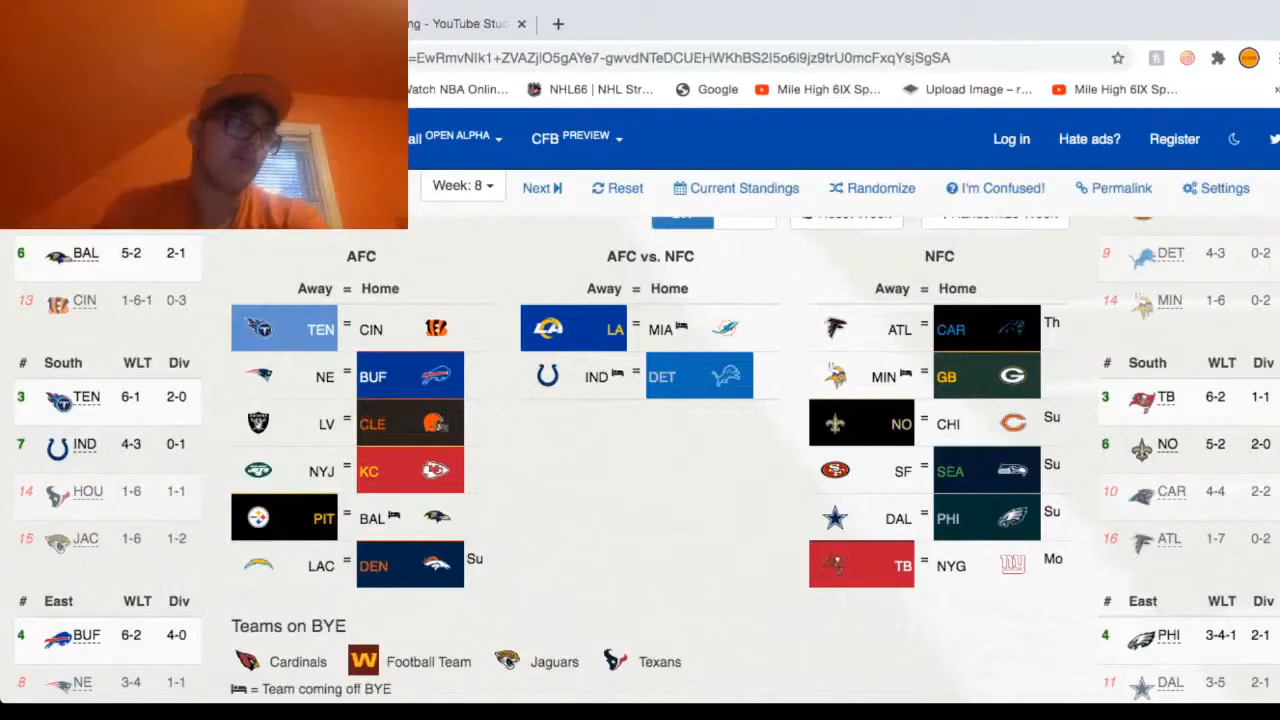 ng - YouTube Stud
=EwRmvNIk1+ZVAZjlO5gAYe7-gwvdNTeDCUEHWKhBS2I5o6l9jz9trU0mcFxqYsjSgSA
Watch NBA Onlin... NHL66 | NHL Str... Google Mile High 6IX Sp... Upload Image – r... Mile High 6IX Sp... »
all OPEN ALPHA CFB PREVIEW Log in Hate ads? Register
Week: 8 Next Reset Current Standings Randomize I'm Confused! Permalink Settings
6 BAL 5-2 2-1
13 CIN 1-6-1 0-3
# South WLT Div
3 TEN 6-1 2-0
7 IND 4-3 0-1
14 HOU 1-6 1-1
15 JAC 1-6 1-2
# East WLT Div
4 BUF 6-2 4-0
8 NE 3-4 1-1
AFC
Away = Home
TEN = CIN
NE = BUF
LV = CLE
NYJ = KC
PIT = BAL
LAC = DEN Su
AFC vs. NFC
Away = Home
LA = MIA
IND = DET
NFC
Away = Home
ATL = CAR Th
MIN = GB
NO = CHI Su
SF = SEA Su
DAL = PHI Su
TB = NYG Mo
Teams on BYE
Cardinals W Football Team Jaguars Texans
= Team coming off BYE
9 DET 4-3 0-2
14 MIN 1-6 0-2
# South WLT Div
3 TB 6-2 1-1
6 NO 5-2 2-0
10 CAR 4-4 2-2
16 ATL 1-7 0-2
# East WLT Div
4 PHI 3-4-1 2-1
11 DAL 3-5 2-1